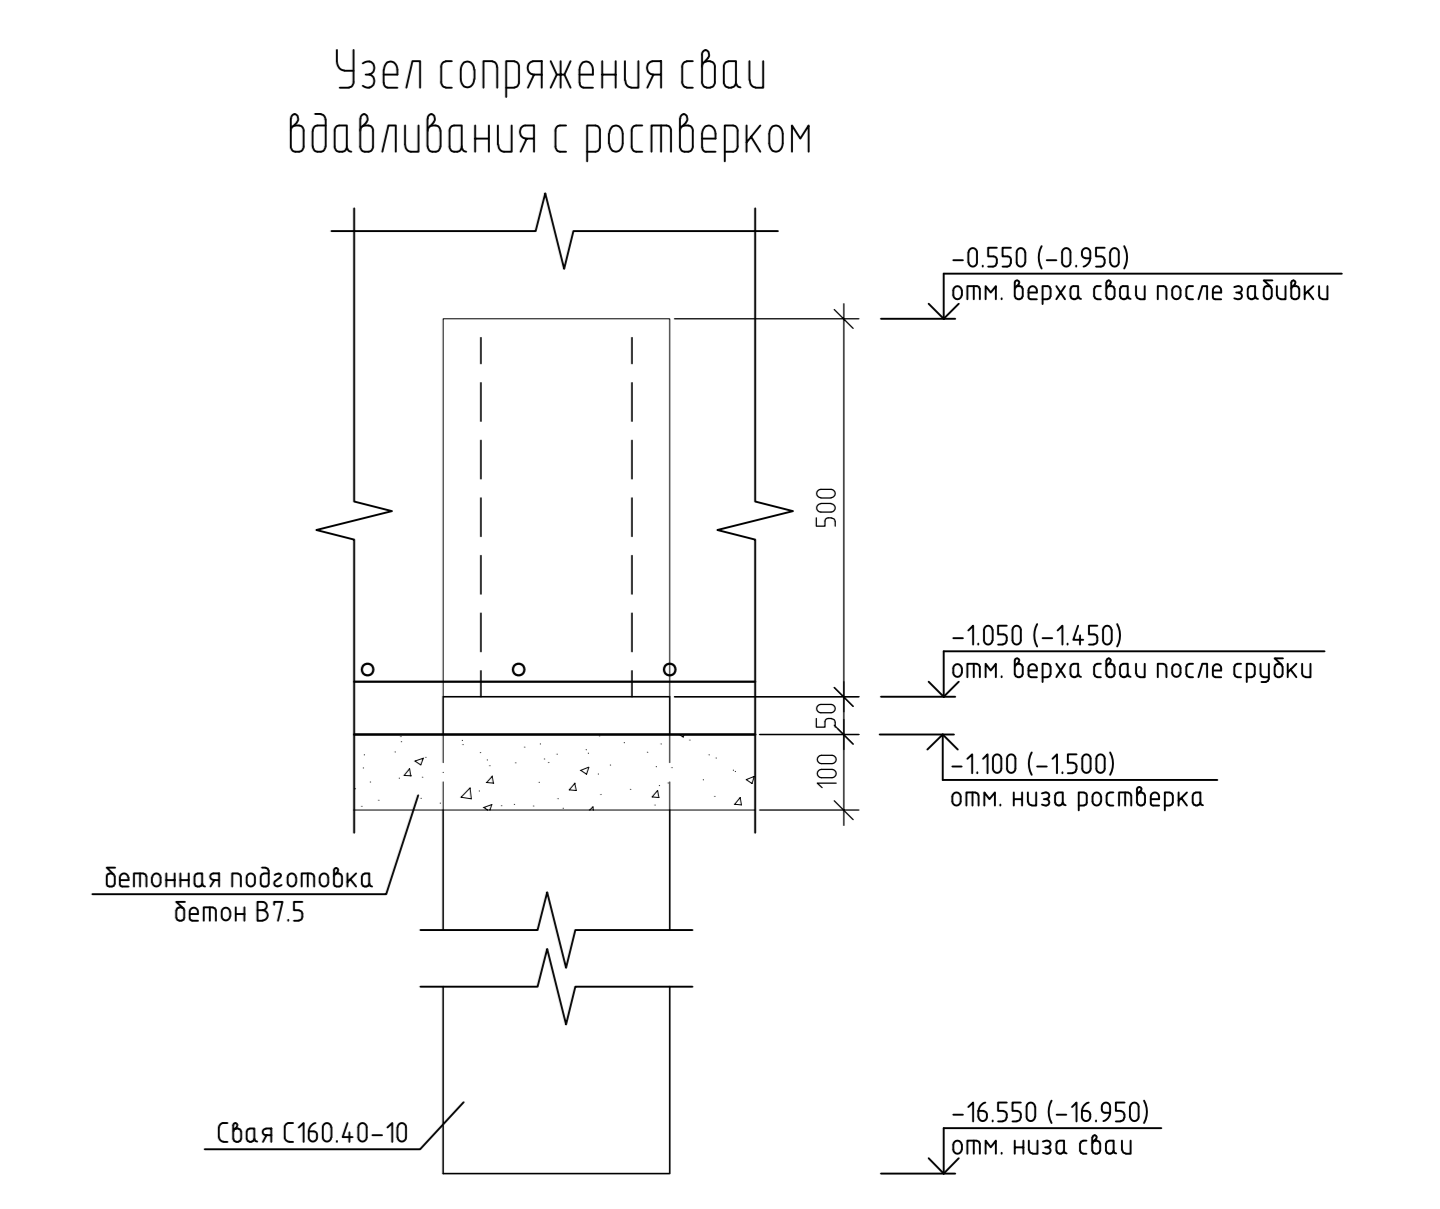 Узел сопряжения сваи
вдавливания с ростверком
-0.550 (-0.950)
отм. верха сваи после забивки
500
-1.050 (-1.450)
отм. верха сваи после срубки
50
100
-1.100 (-1.500)
отм. низа ростверка
бетонная подготовка
бетон В7.5
Свая С160.40-10
-16.550 (-16.950)
отм. низа сваи